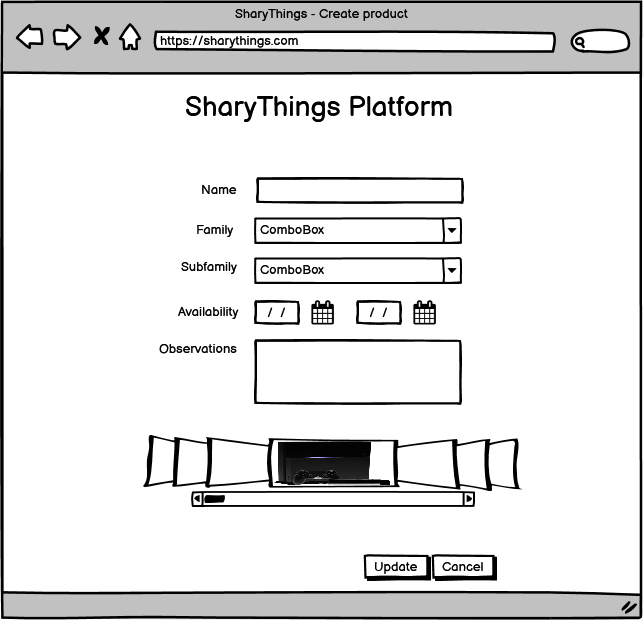 SharyThings - Create product
https://sharythings.com
SharyThings Platform
Name
Family
ComboBox
Subfamily
ComboBox
Availability
/ /
/ /
Observations
Update
Cancel